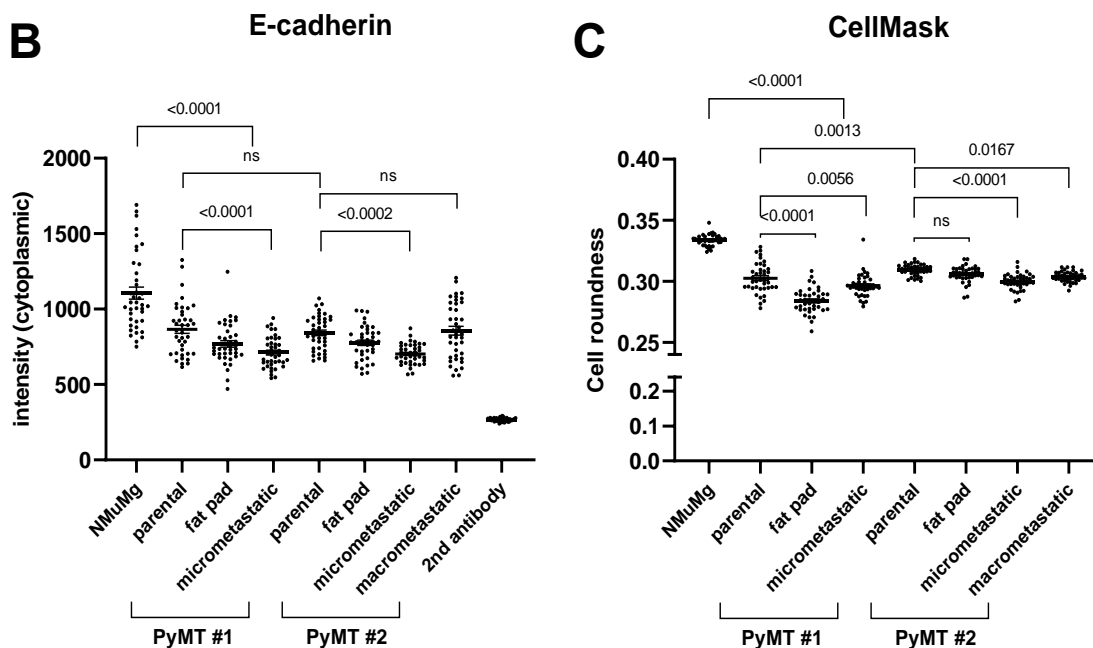 B
E-cadherin
<0.0001
ns
ns
<0.0001
<0.0002
2000
1500
1000
500
0
intensity (cytoplasmic)
NMuMg
parental
fat pad
micrometastatic
parental
fat pad
micrometastatic
macrometastatic
2nd antibody
PyMT #1
PyMT #2
C
CellMask
<0.0001
0.0013
0.0167
0.0056
<0.0001
<0.0001
ns
0.40
0.35
0.30
0.25
0.2
0.1
0.0
Cell roundness
NMuMg
parental
fat pad
micrometastatic
parental
fat pad
micrometastatic
macrometastatic
PyMT #1
PyMT #2